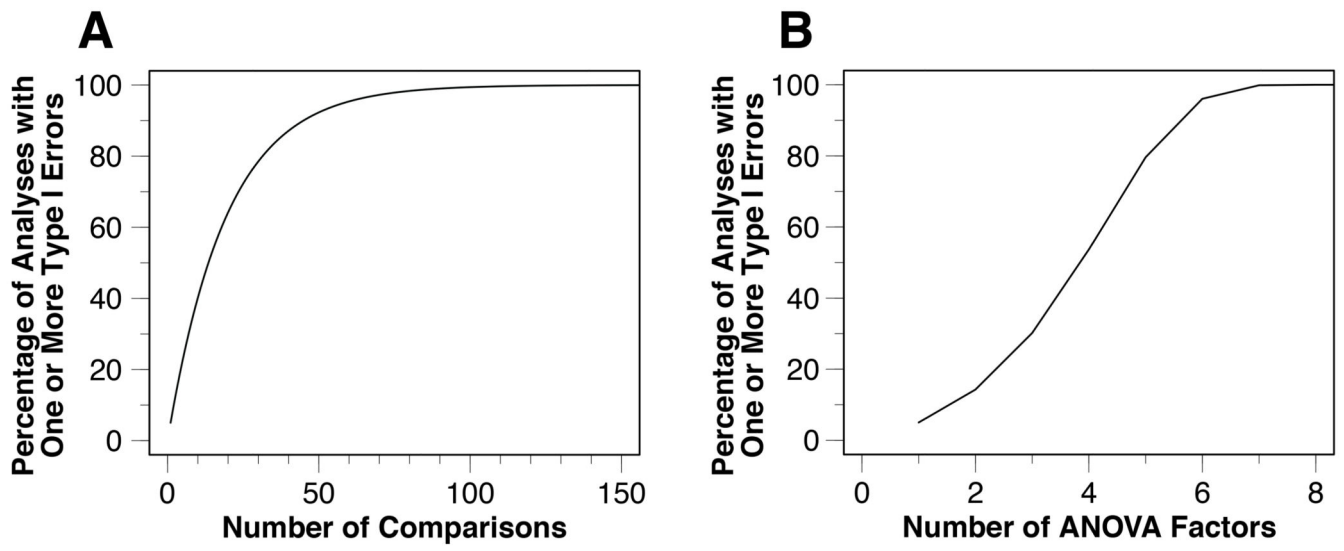 A
Percentage of Analyses with
One or More Type I Errors
100
80
60
40
20
0
0 50 100 150
Number of Comparisons
B
Percentage of Analyses with
One or More Type I Errors
100
80
60
40
20
0
0 2 4 6 8
Number of ANOVA Factors